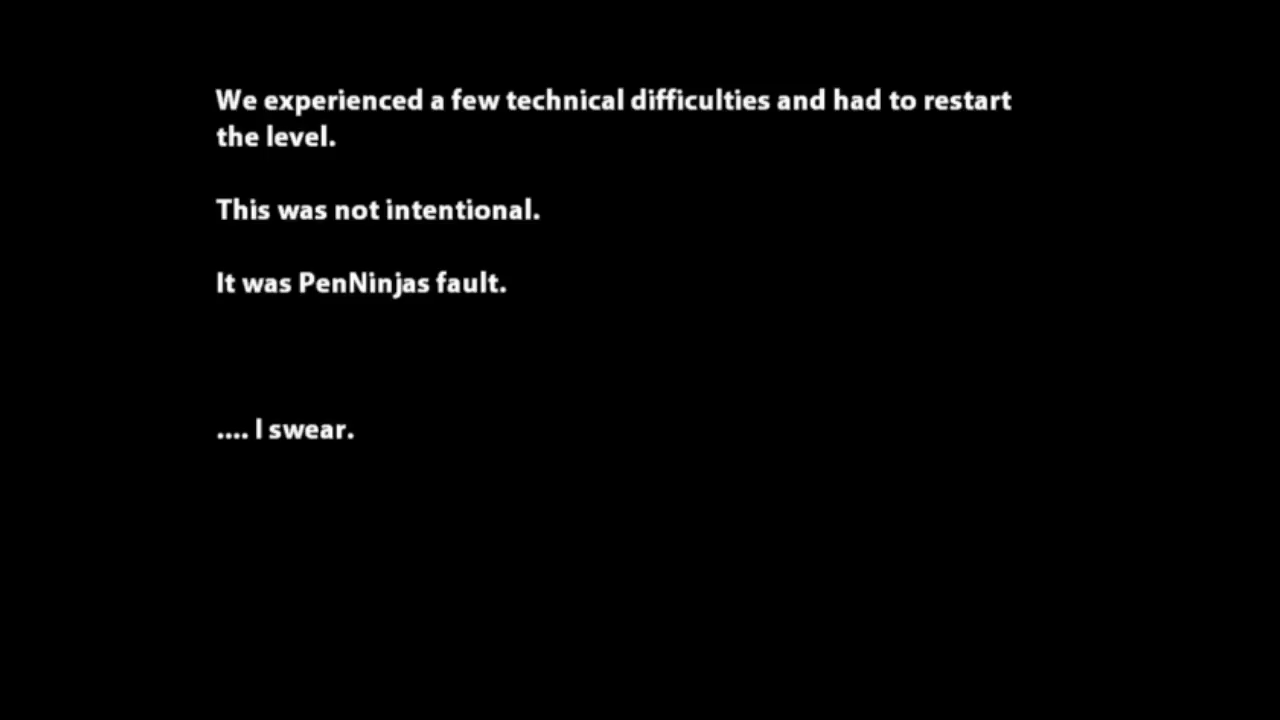 We experienced a few technical difficulties and had to restart
the level.
This was not intentional.
It was PenNinjas fault.
.... I swear.